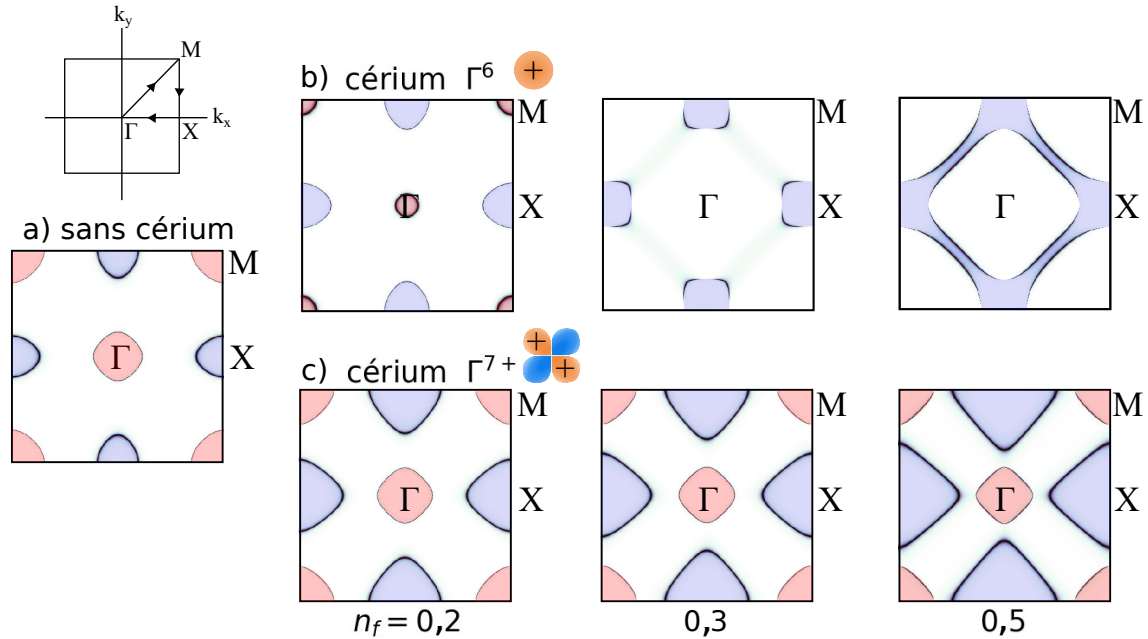 k_y
M
k_x
Γ
X
a) sans cérium
M
Γ
X
b) cérium Γ^6 +
M
Γ
X
M
Γ
X
M
Γ
X
c) cérium Γ^{7+} + +
M
Γ
X
M
Γ
X
M
Γ
X
n_f = 0,2
0,3
0,5